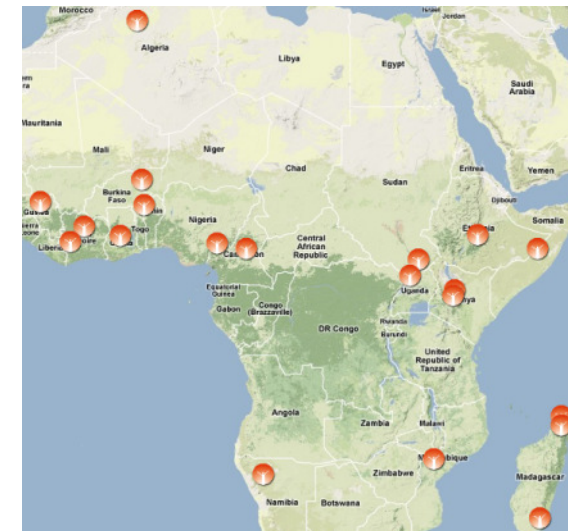 Morocco
Israel
Jordan
Algeria
Libya
Egypt
Saudi
Arabia
Mauritania
Mali
Niger
Chad
Sudan
Eritrea
Yemen
Burkina
Faso
Djibouti
Togo
Nigeria
Somalia
Central
African
Republic
Equatorial
Guinea
Gabon
Congo
(Brazzaville)
Uganda
DR Congo
Rwanda
Burundi
United
Republic of
Tanzania
Angola
Zambia
Malawi
Zimbabwe
Madagascar
Namibia
Botswana